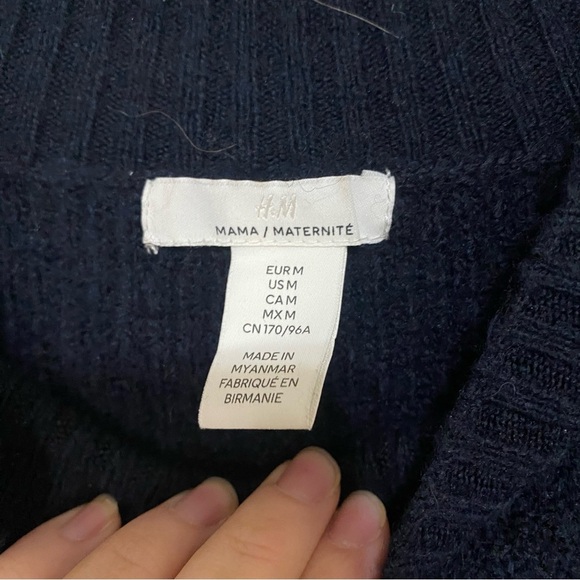 H&M
MAMA / MATERNITÉ
EUR M
US M
CA M
MX M
CN 170/96A
MADE IN
MYANMAR
FABRIQUÉ EN
BIRMANIE